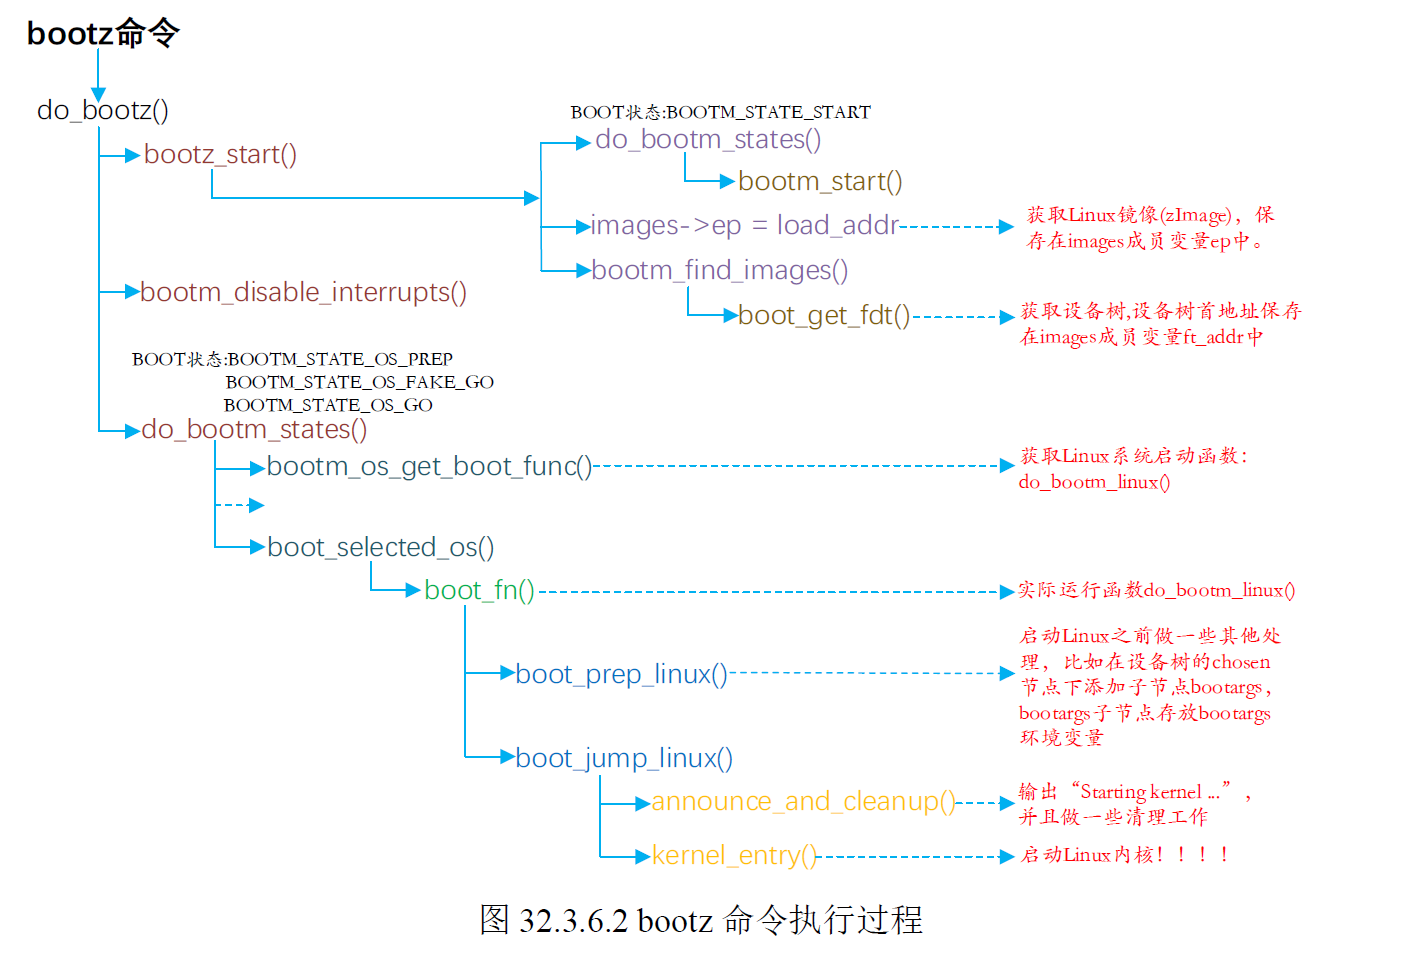 bootz命令
do_bootz()
BOOT状态:BOOTM_STATE_START
do_bootm_states()
bootz_start()
bootm_start()
images->ep = load_addr
获取Linux镜像(zImage)，保
存在images成员变量ep中。
bootm_find_images()
bootm_disable_interrupts()
boot_get_fdt()
获取设备树,设备树首地址保存
在images成员变量ft_addr中
BOOT状态:BOOTM_STATE_OS_PREP
BOOTM_STATE_OS_FAKE_GO
BOOTM_STATE_OS_GO
do_bootm_states()
bootm_os_get_boot_func()
获取Linux系统启动函数：
do_bootm_linux()
boot_selected_os()
boot_fn()
实际运行函数do_bootm_linux()
boot_prep_linux()
启动Linux之前做一些其他处
理，比如在设备树的chosen
节点下添加子节点bootargs，
bootargs子节点存放bootargs
环境变量
boot_jump_linux()
announce_and_cleanup()
输出“Starting kernel ...”，
并且做一些清理工作
kernel_entry()
启动Linux内核！！！！
图 32.3.6.2 bootz 命令执行过程